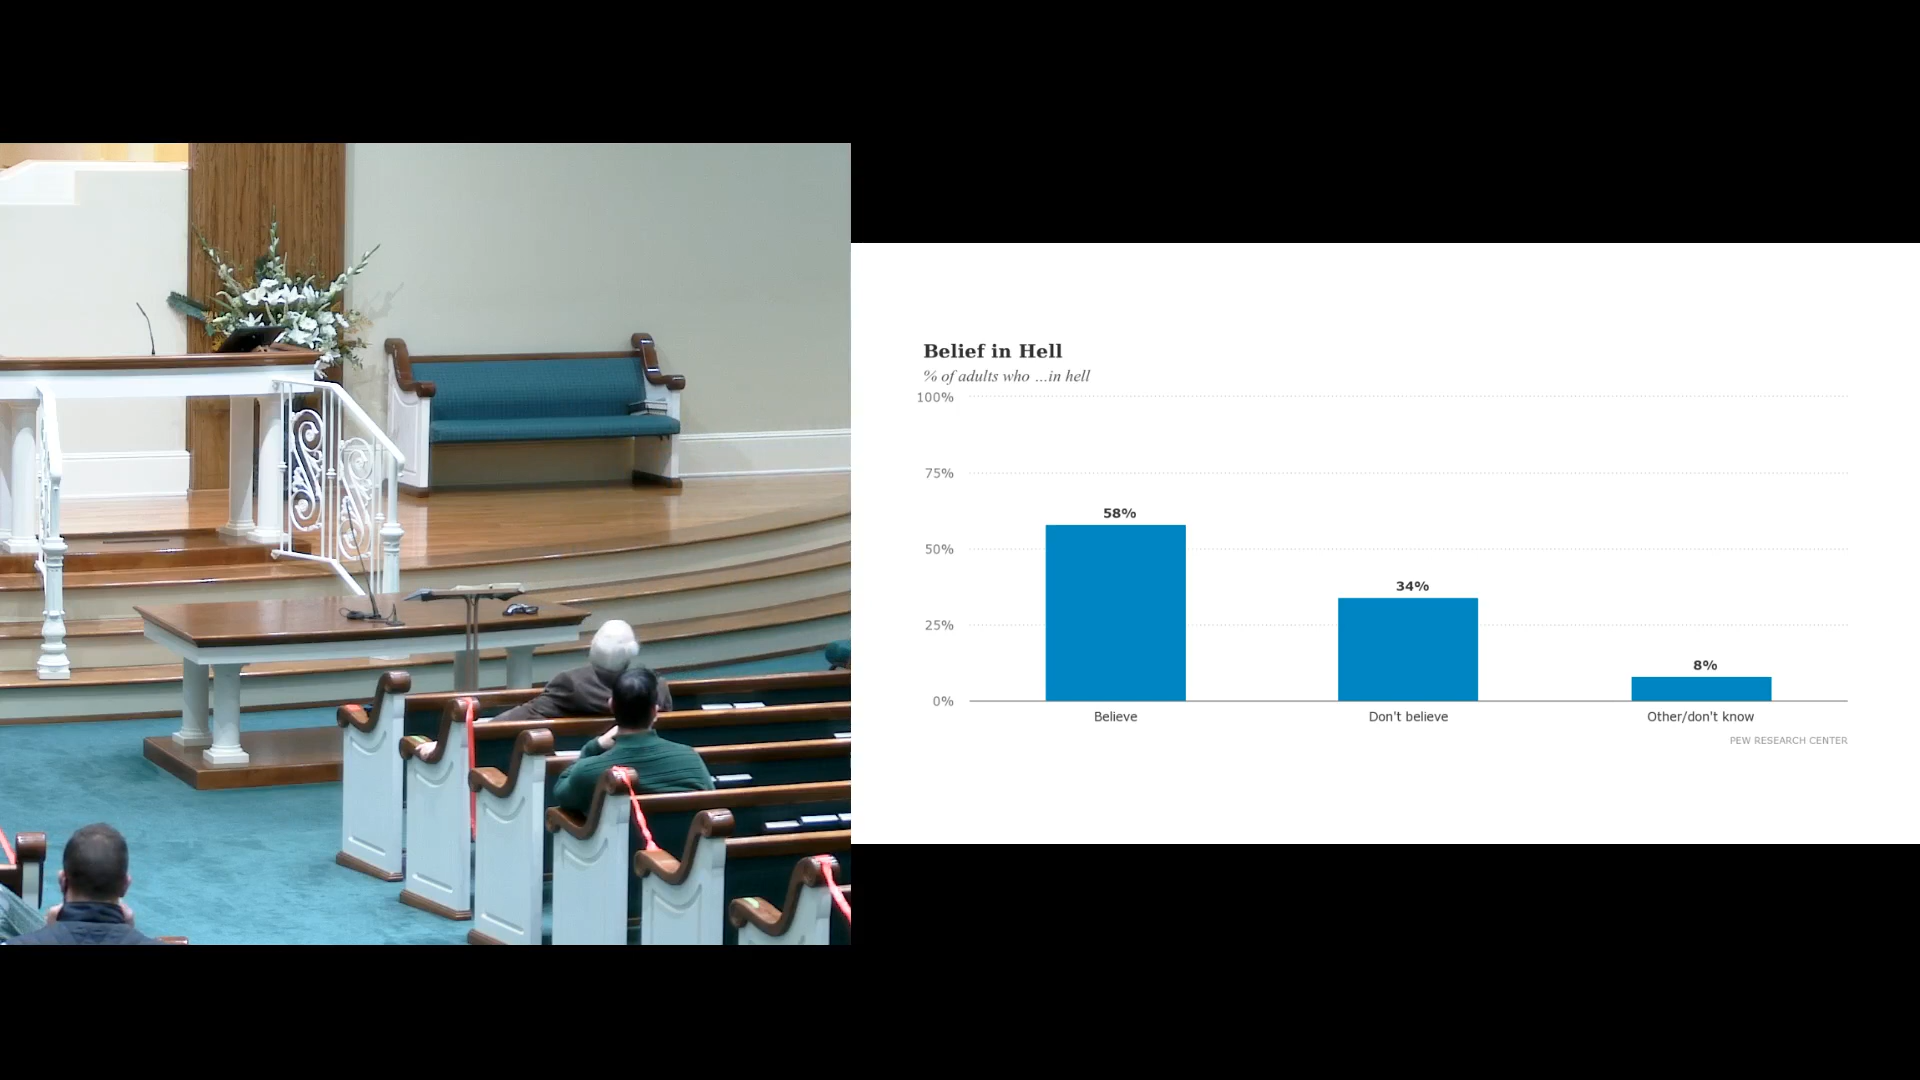 Belief in Hell
% of adults who ...in hell
100%
75%
50%
25%
0%
58%
34%
8%
Believe
Don't believe
Other/don't know
PEW RESEARCH CENTER